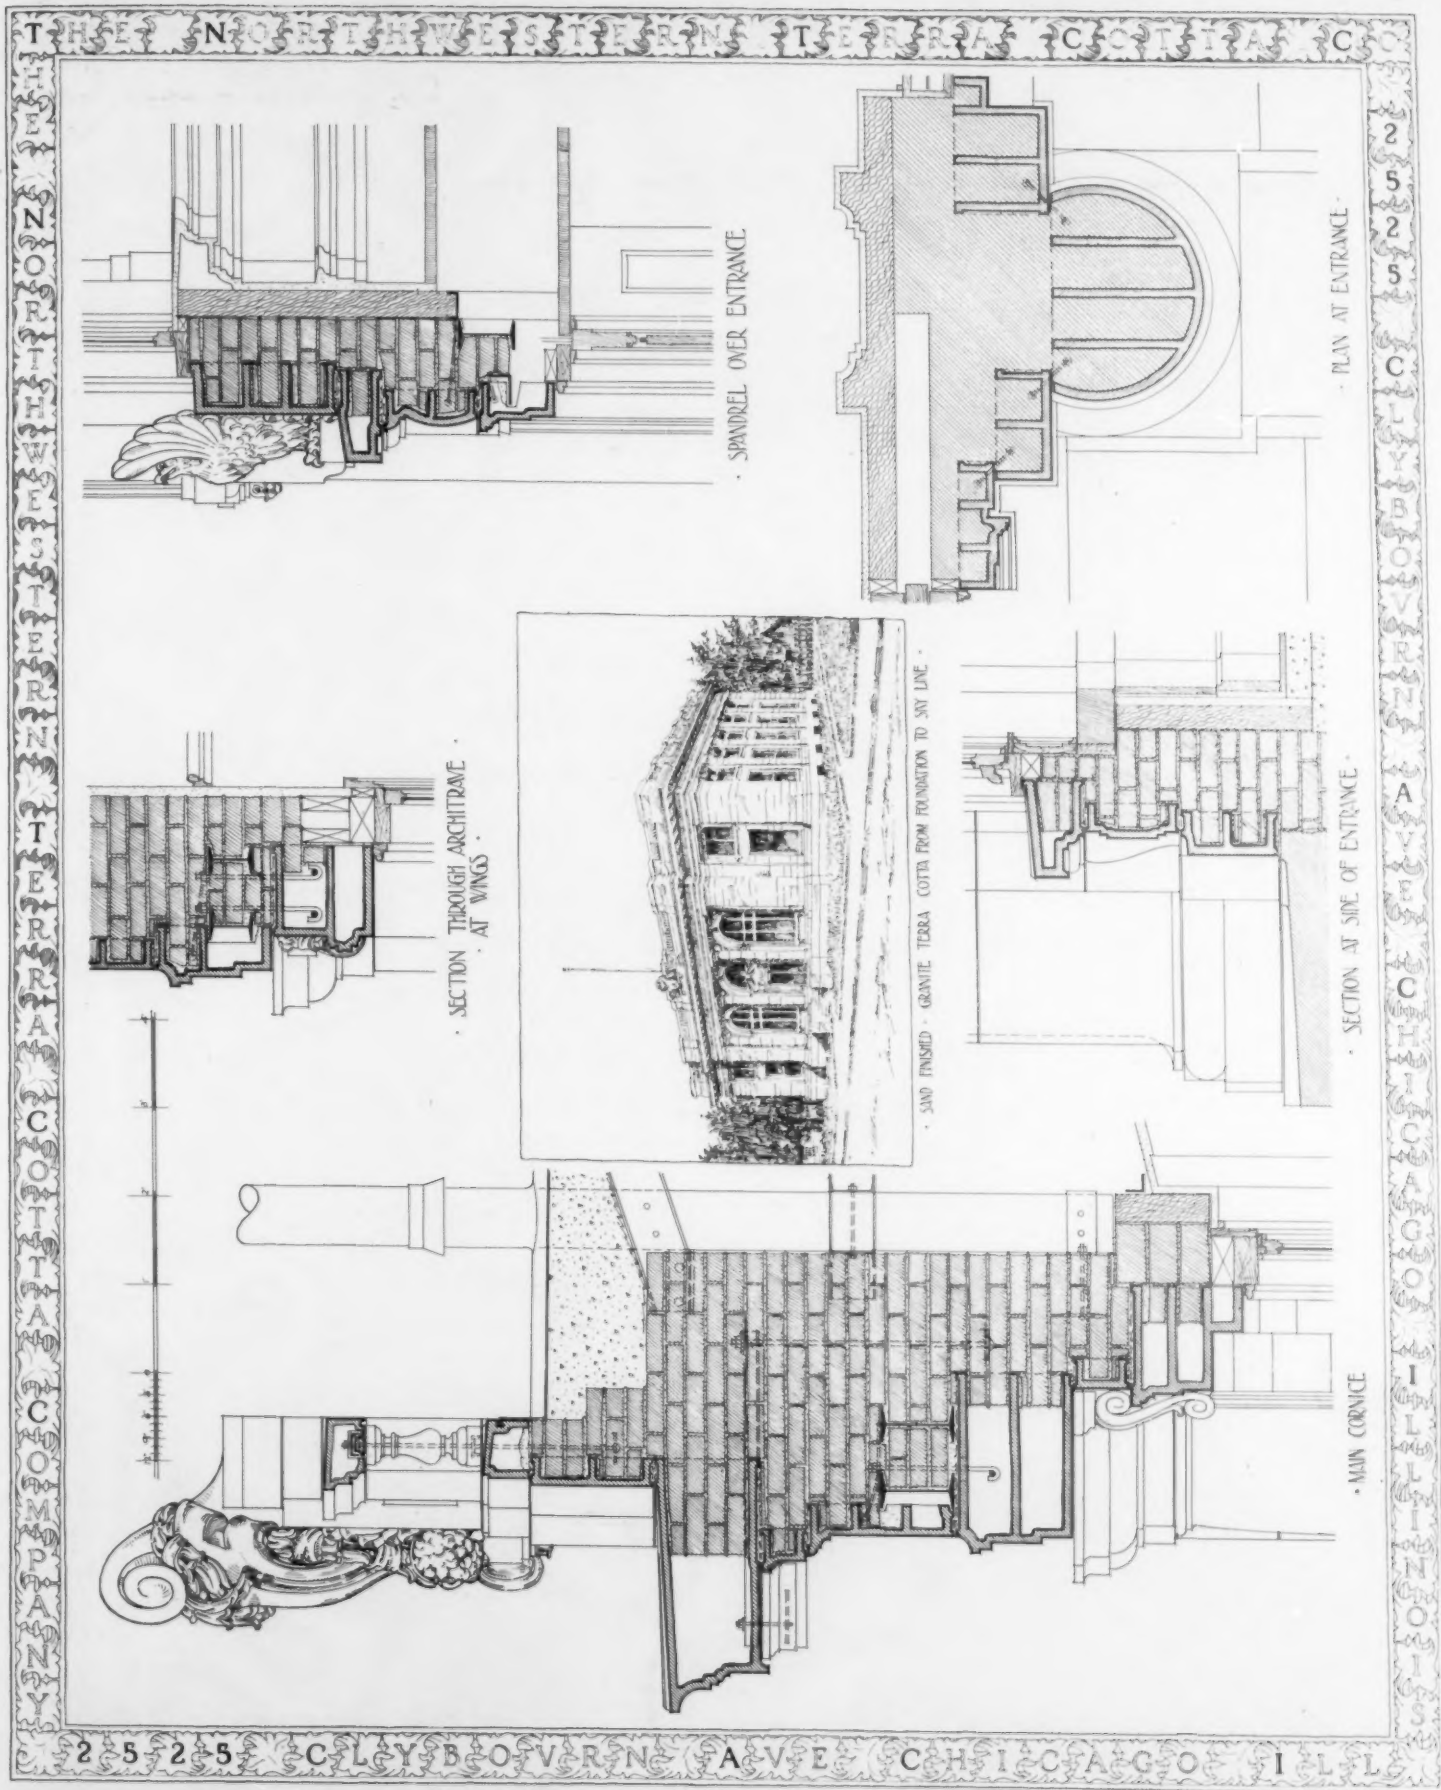 THE NORTHWESTERN TERRA COTTA CO
THE NORTHWESTERN TERRA COTTA COMPANY
2525 CLYBOVRN AVE CHICAGO ILLINOIS
2525 CLYBOVRN AVE CHICAGO ILL
· SPANDREL OVER ENTRANCE ·
· PLAN AT ENTRANCE ·
· SECTION THROUGH ARCHITRAVE ·
· AT WINGS ·
· SAND FINISHED · GRANITE TERRA COTTA FROM FOUNDATION TO SKY LINE ·
· SECTION AT SIDE OF ENTRANCE ·
· MAIN CORNICE ·